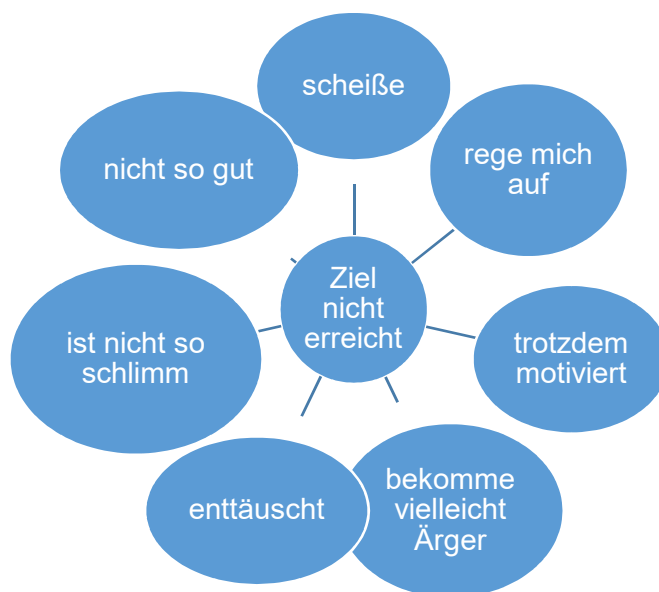 scheiße
rege mich
auf
trotzdem
motiviert
bekomme
vielleicht
Ärger
enttäuscht
ist nicht so
schlimm
nicht so gut
Ziel
nicht
erreicht